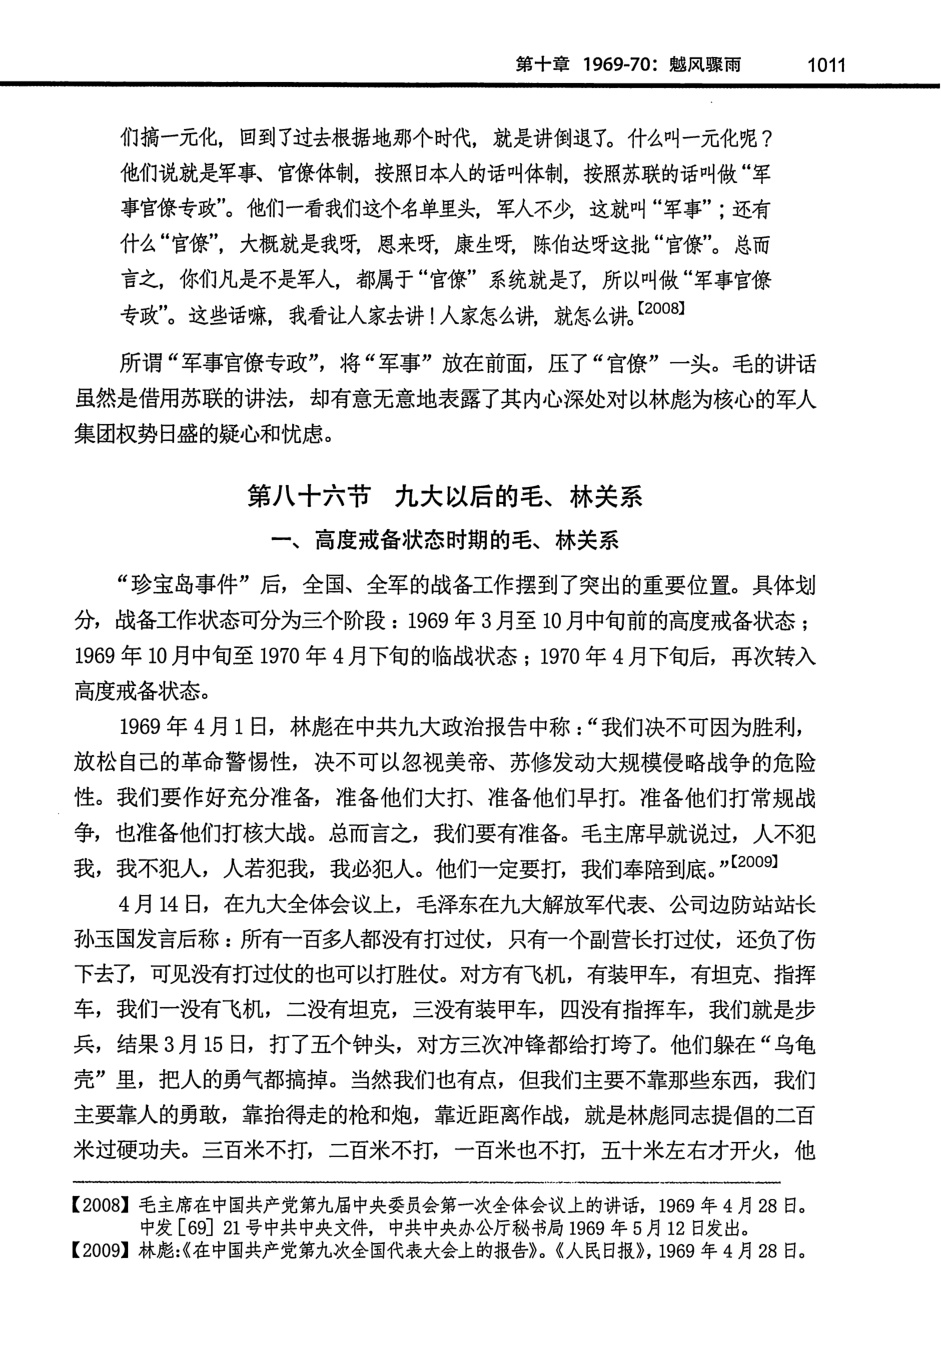 第十章 1969-70：魆风骤雨 1011
们搞一元化，回到了过去根据地那个时代，就是讲倒退了。什么叫一元化呢？
他们说就是军事、官僚体制，按照日本人的话叫体制，按照苏联的话叫做“军
事官僚专政”。他们一看我们这个名单里头，军人不少，这就叫“军事”；还有
什么“官僚”，大概就是我呀，恩来呀，康生呀，陈伯达呀这批“官僚”。总而
言之，你们凡是不是军人，都属于“官僚”系统就是了，所以叫做“军事官僚
专政”。这些话嘛，我看让人家去讲！人家怎么讲，就怎么讲。【2008】
所谓“军事官僚专政”，将“军事”放在前面，压了“官僚”一头。毛的讲话
虽然是借用苏联的讲法，却有意无意地表露了其内心深处对以林彪为核心的军人
集团权势日盛的疑心和忧虑。
第八十六节 九大以后的毛、林关系
一、高度戒备状态时期的毛、林关系
“珍宝岛事件”后，全国、全军的战备工作摆到了突出的重要位置。具体划
分，战备工作状态可分为三个阶段：1969 年 3 月至 10 月中旬前的高度戒备状态；
1969 年 10 月中旬至 1970 年 4 月下旬的临战状态；1970 年 4 月下旬后，再次转入
高度戒备状态。
1969 年 4 月 1 日，林彪在中共九大政治报告中称：“我们决不可因为胜利，
放松自己的革命警惕性，决不可以忽视美帝、苏修发动大规模侵略战争的危险
性。我们要作好充分准备，准备他们大打、准备他们早打。准备他们打常规战
争，也准备他们打核大战。总而言之，我们要有准备。毛主席早就说过，人不犯
我，我不犯人，人若犯我，我必犯人。他们一定要打，我们奉陪到底。”【2009】
4 月 14 日，在九大全体会议上，毛泽东在九大解放军代表、公司边防站站长
孙玉国发言后称：所有一百多人都没有打过仗，只有一个副营长打过仗，还负了伤
下去了，可见没有打过仗的也可以打胜仗。对方有飞机，有装甲车，有坦克、指挥
车，我们一没有飞机，二没有坦克，三没有装甲车，四没有指挥车，我们就是步
兵，结果 3 月 15 日，打了五个钟头，对方三次冲锋都给打垮了。他们躲在“乌龟
壳”里，把人的勇气都搞掉。当然我们也有点，但我们主要不靠那些东西，我们
主要靠人的勇敢，靠抬得走的枪和炮，靠近距离作战，就是林彪同志提倡的二百
米过硬功夫。三百米不打，二百米不打，一百米也不打，五十米左右才开火，他
【2008】毛主席在中国共产党第九届中央委员会第一次全体会议上的讲话，1969 年 4 月 28 日。
中发［69］21 号中共中央文件，中共中央办公厅秘书局 1969 年 5 月 12 日发出。
【2009】林彪:《在中国共产党第九次全国代表大会上的报告》。《人民日报》，1969 年 4 月 28 日。